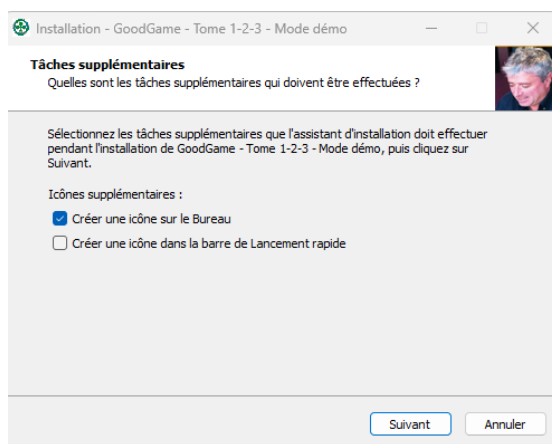 Installation - GoodGame - Tome 1-2-3 - Mode démo
Tâches supplémentaires
Quelles sont les tâches supplémentaires qui doivent être effectuées ?
Sélectionnez les tâches supplémentaires que l'assistant d'installation doit effectuer
pendant l'installation de GoodGame - Tome 1-2-3 - Mode démo, puis cliquez sur
Suivant.
Icônes supplémentaires :
Créer une icône sur le Bureau
Créer une icône dans la barre de Lancement rapide
Suivant
Annuler